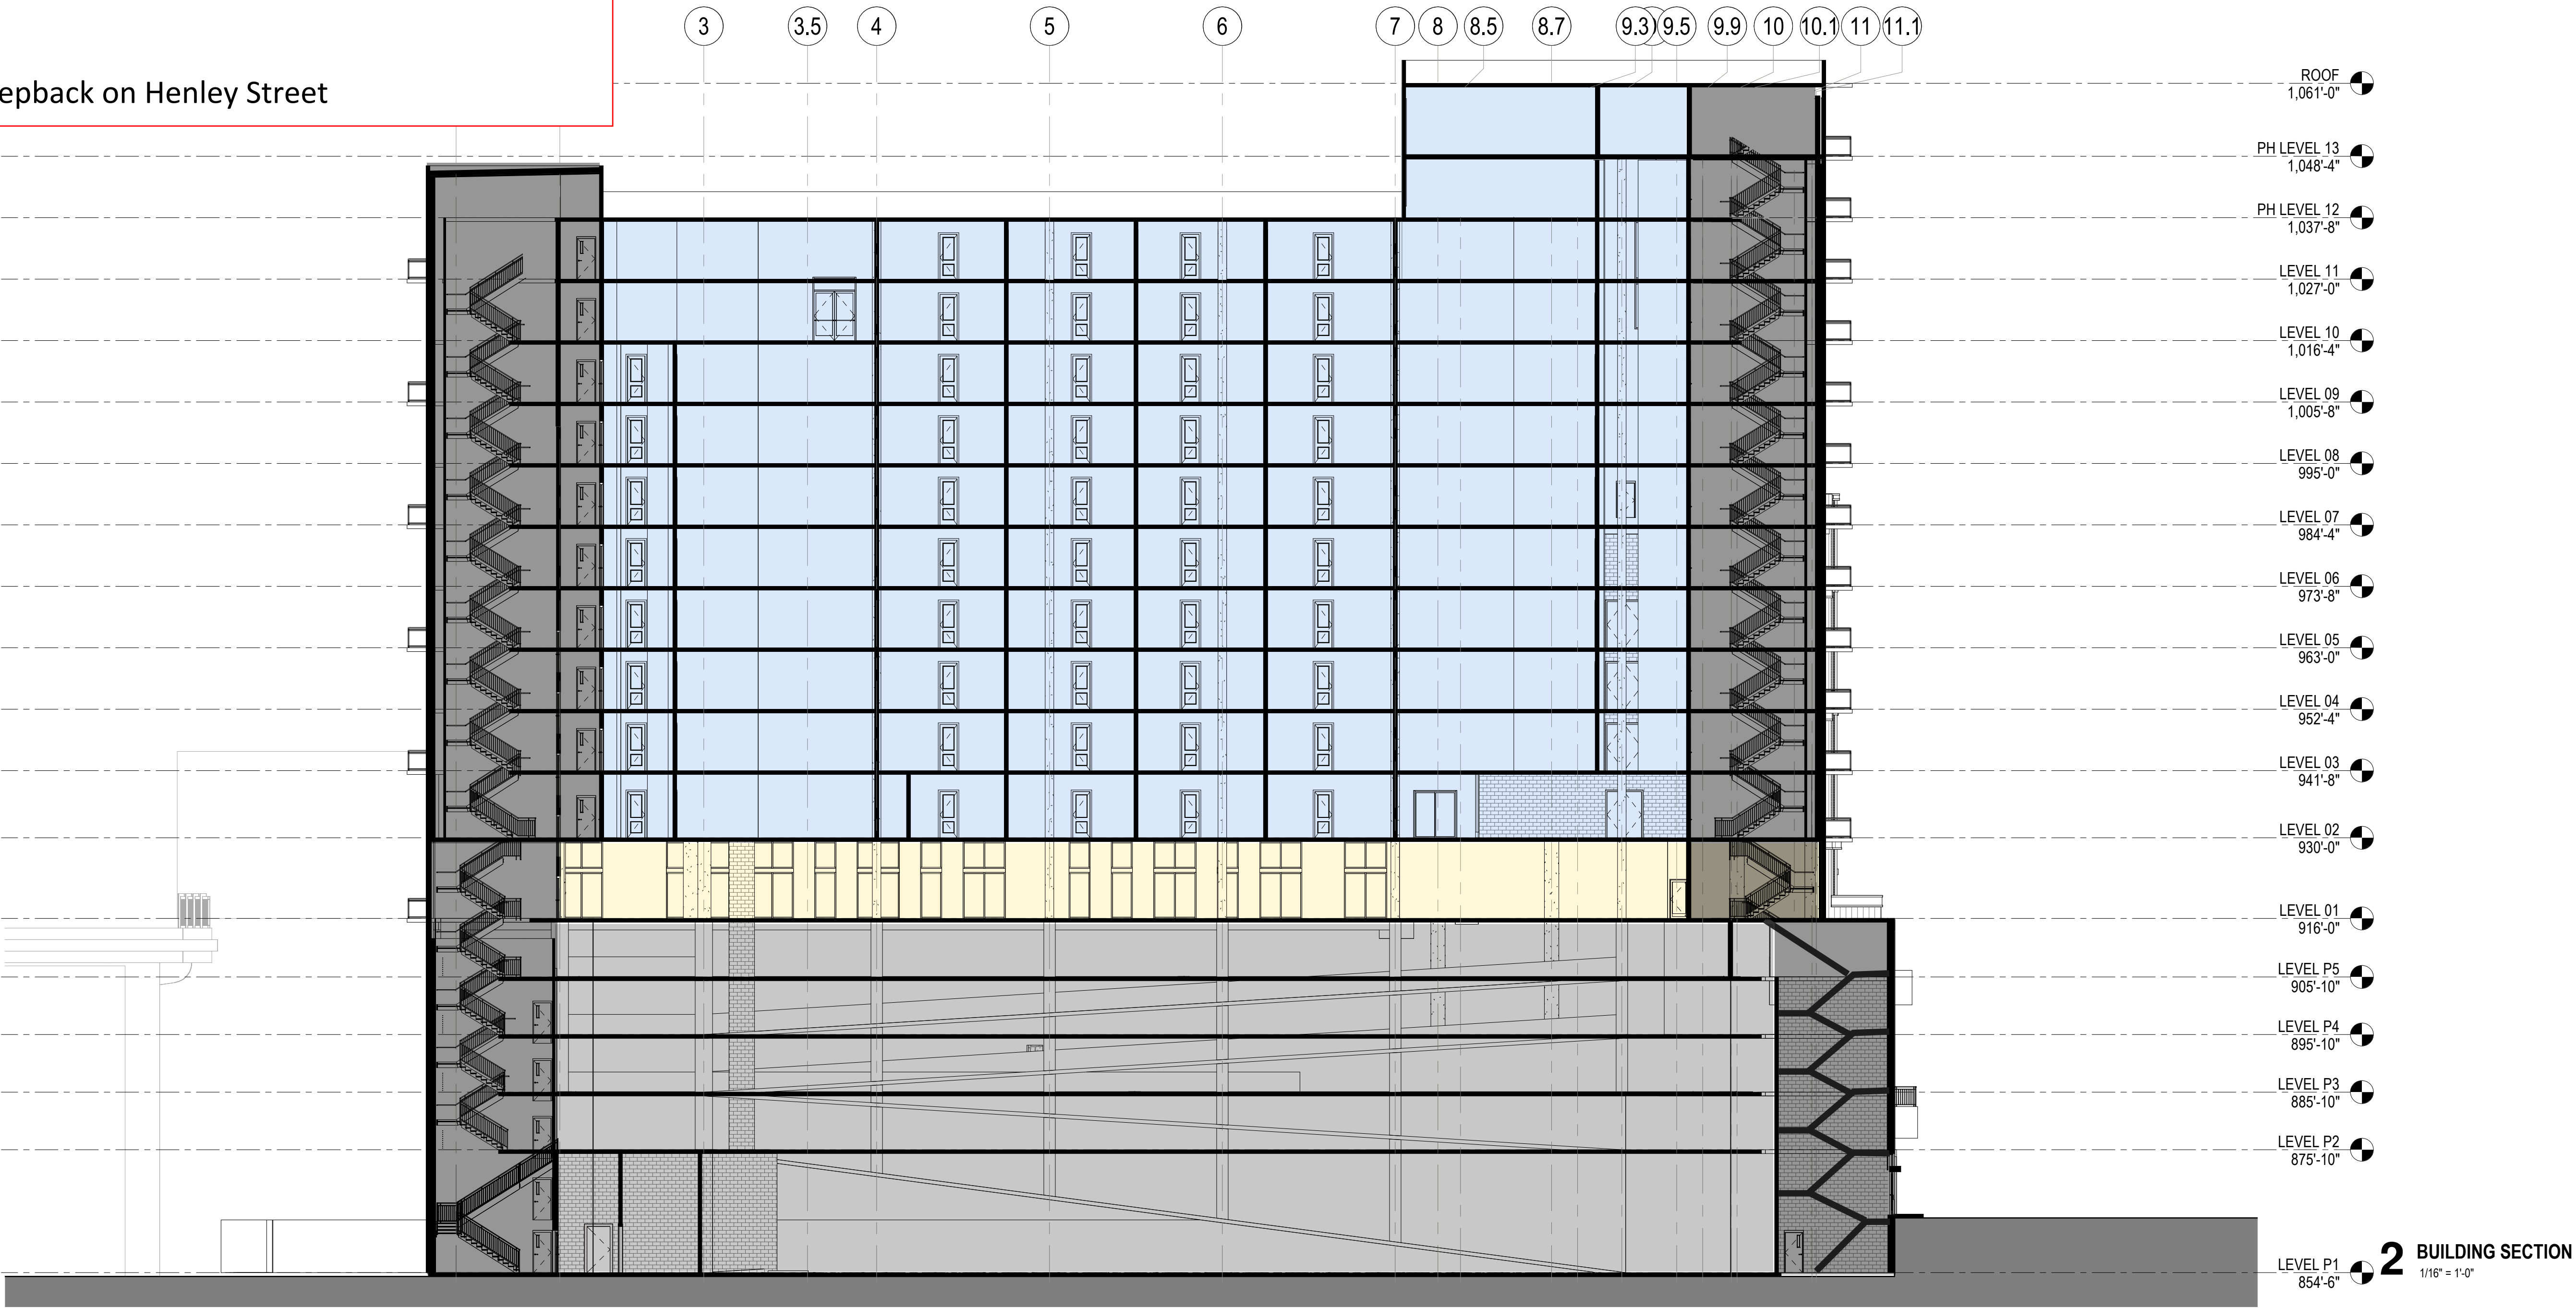 3 3.5 4 5 6 7 8 8.5 8.7 9.3 9.5 9.9 10 10.1 11 11.1
epback on Henley Street
ROOF
1,061'-0"
PH LEVEL 13
1,048'-4"
PH LEVEL 12
1,037'-8"
LEVEL 11
1,027'-0"
LEVEL 10
1,016'-4"
LEVEL 09
1,005'-8"
LEVEL 08
995'-0"
LEVEL 07
984'-4"
LEVEL 06
973'-8"
LEVEL 05
963'-0"
LEVEL 04
952'-4"
LEVEL 03
941'-8"
LEVEL 02
930'-0"
LEVEL 01
916'-0"
LEVEL P5
905'-10"
LEVEL P4
895'-10"
LEVEL P3
885'-10"
LEVEL P2
875'-10"
LEVEL P1
854'-6"
2 BUILDING SECTION
1/16" = 1'-0"